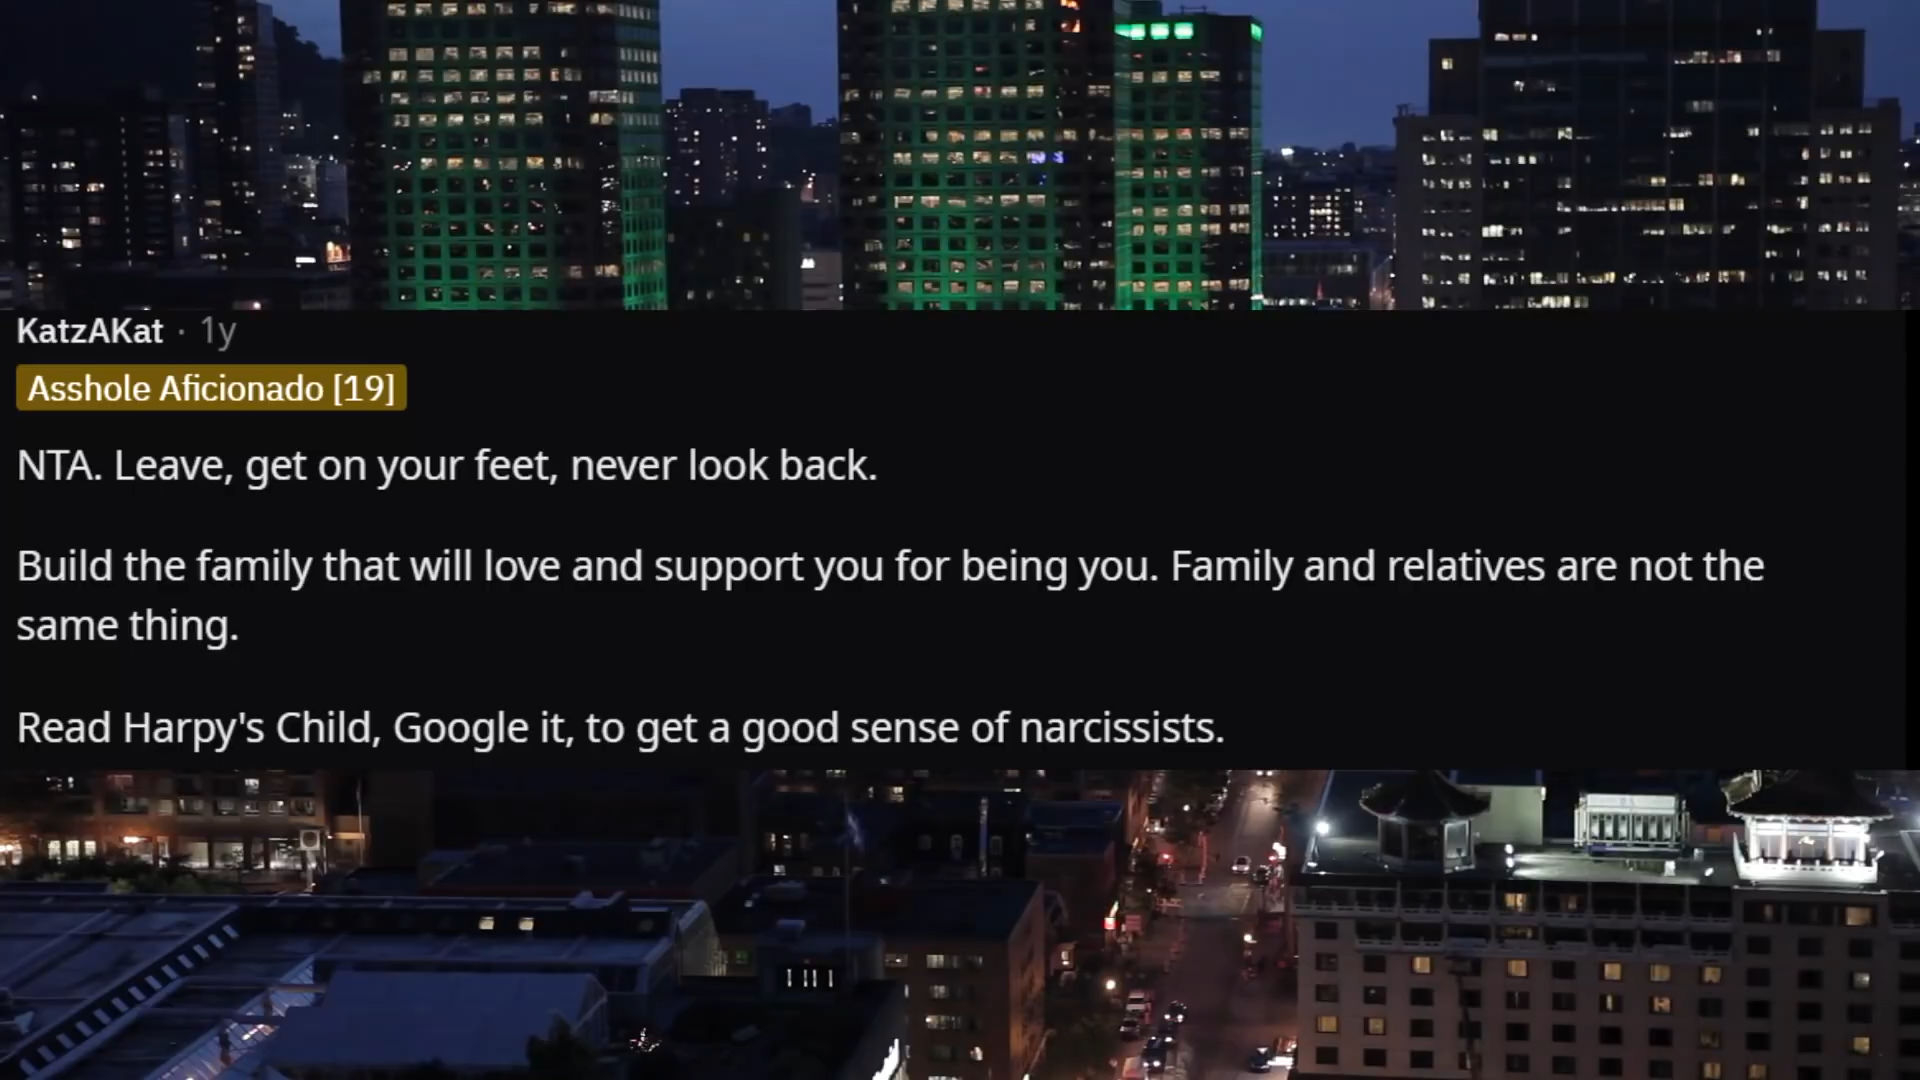 KatzAKat · 1y
Asshole Aficionado [19]
NTA. Leave, get on your feet, never look back.
Build the family that will love and support you for being you. Family and relatives are not the
same thing.
Read Harpy's Child, Google it, to get a good sense of narcissists.